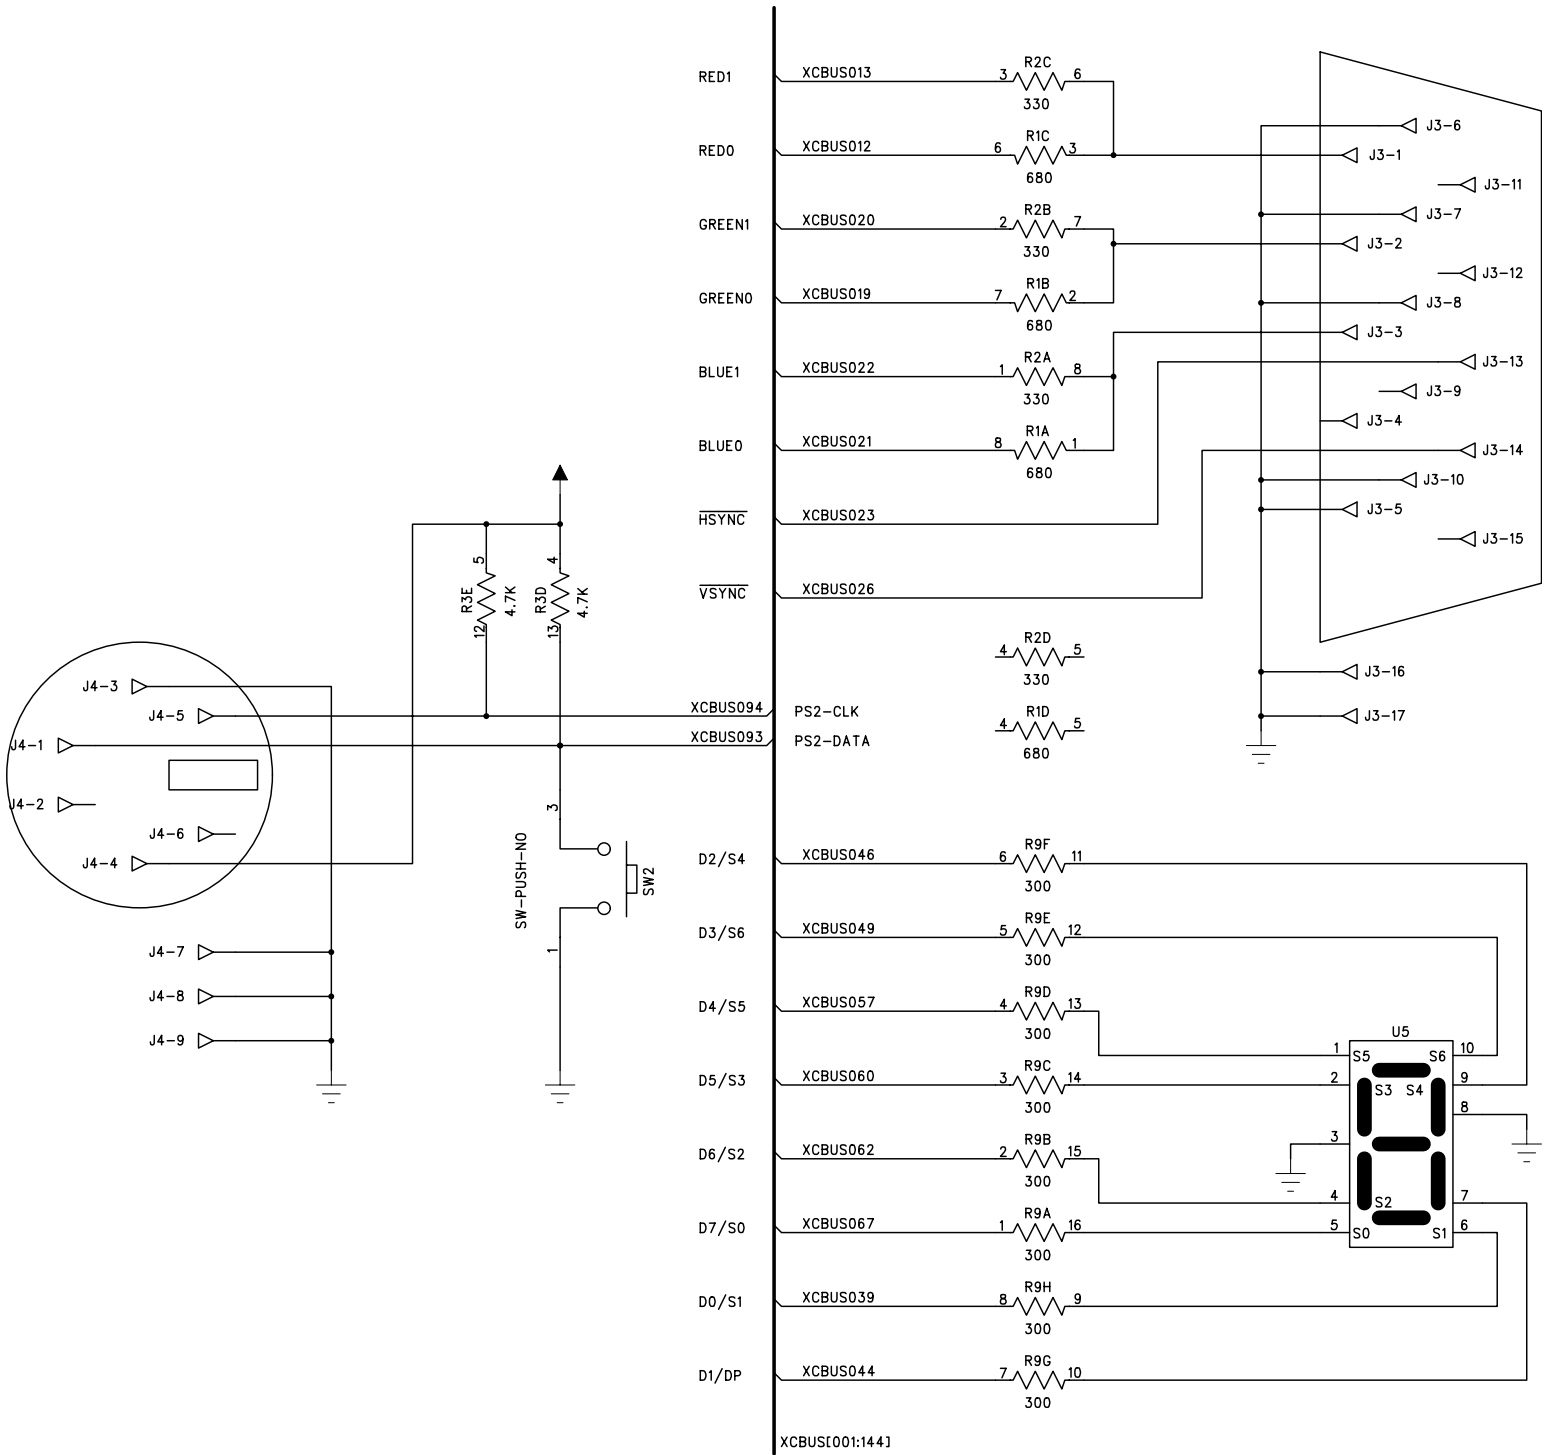 RED1 XCBUS013 3 R2C 6
330
J3-6
RED0 XCBUS012 6 R1C 3 J3-1
680
J3-11
GREEN1 XCBUS020 2 R2B 7 J3-7
330
J3-2
J3-12
GREEN0 XCBUS019 7 R1B 2 J3-8
680
J3-3
BLUE1 XCBUS022 1 R2A 8 J3-13
330
J3-9
J3-4
BLUE0 XCBUS021 8 R1A 1 J3-14
680
J3-10
HSYNC XCBUS023 J3-5
J3-15
5 4
R3E 4.7K R3D 4.7K
12 13
VSYNC XCBUS026
4 R2D 5
330
J3-16
J4-3
J4-5 XCBUS094 PS2-CLK J3-17
J4-1 XCBUS093 PS2-DATA
4 R1D 5
680
J4-2
J4-6
J4-4
3
SW-PUSH-NO SW2
1
D2/S4 XCBUS046 6 R9F 11
300
D3/S6 XCBUS049 5 R9E 12
300
J4-7
J4-8
J4-9
D4/S5 XCBUS057 4 R9D 13
300
U5
1 S5 S6 10
D5/S3 XCBUS060 3 R9C 14 2 S3 S4 9
300
8
3
D6/S2 XCBUS062 2 R9B 15
300
4 S2 7
D7/S0 XCBUS067 1 R9A 16 5 S0 S1 6
300
D0/S1 XCBUS039 8 R9H 9
300
D1/DP XCBUS044 7 R9G 10
300
XCBUS[001:144]